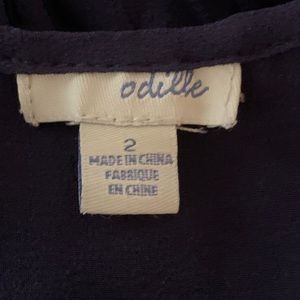 odille
2
MADE IN CHINA
FABRIQUE
EN CHINE